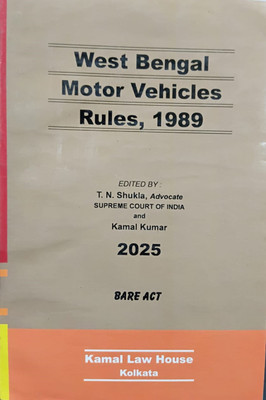 West Bengal
Motor Vehicles
Rules, 1989
EDITED BY :
T. N. Shukla, Advocate
SUPREME COURT OF INDIA
and
Kamal Kumar
2025
BARE ACT
Kamal Law House
Kolkata